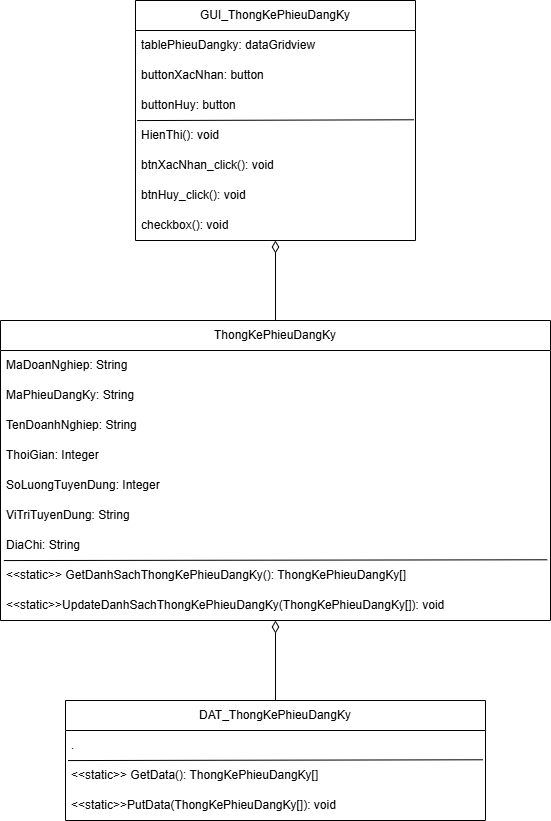 GUI_ThongKePhieuDangKy
tablePhieuDangky: dataGridview
buttonXacNhan: button
buttonHuy: button
HienThi(): void
btnXacNhan_click(): void
btnHuy_click(): void
checkbox(): void
ThongKePhieuDangKy
MaDoanNghiep: String
MaPhieuDangKy: String
TenDoanhNghiep: String
ThoiGian: Integer
SoLuongTuyenDung: Integer
ViTriTuyenDung: String
DiaChi: String
<<static>> GetDanhSachThongKePhieuDangKy(): ThongKePhieuDangKy[]
<<static>>UpdateDanhSachThongKePhieuDangKy(ThongKePhieuDangKy[]): void
DAT_ThongKePhieuDangKy
.
<<static>> GetData(): ThongKePhieuDangKy[]
<<static>>PutData(ThongKePhieuDangKy[]): void